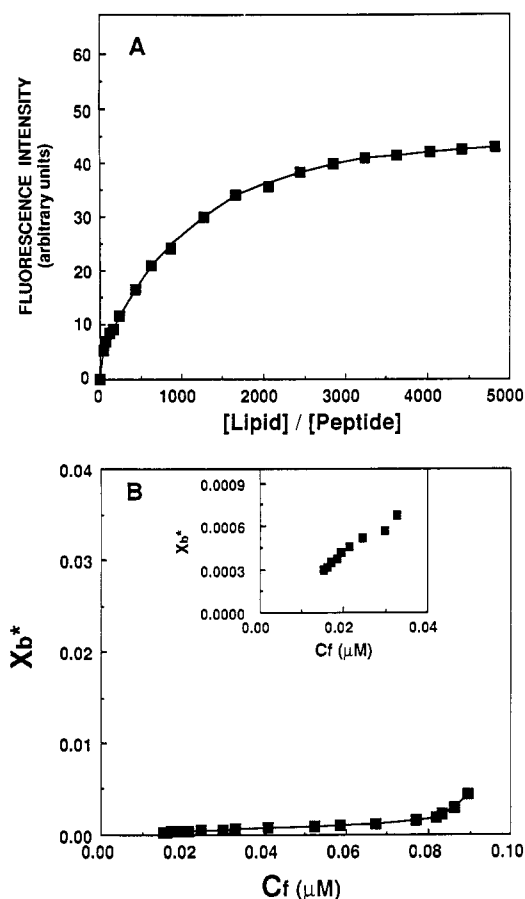 A
FLUORESCENCE INTENSITY
(arbitrary units)
60
50
40
30
20
10
0
0 1000 2000 3000 4000 5000
[Lipid] / [Peptide]
B
Xb*
0.04
0.03
0.02
0.01
0.00
0.00 0.02 0.04 0.06 0.08 0.10
Cf (µM)
Xb*
0.0009
0.0006
0.0003
0.0000
0.00 0.02 0.04
Cf (µM)